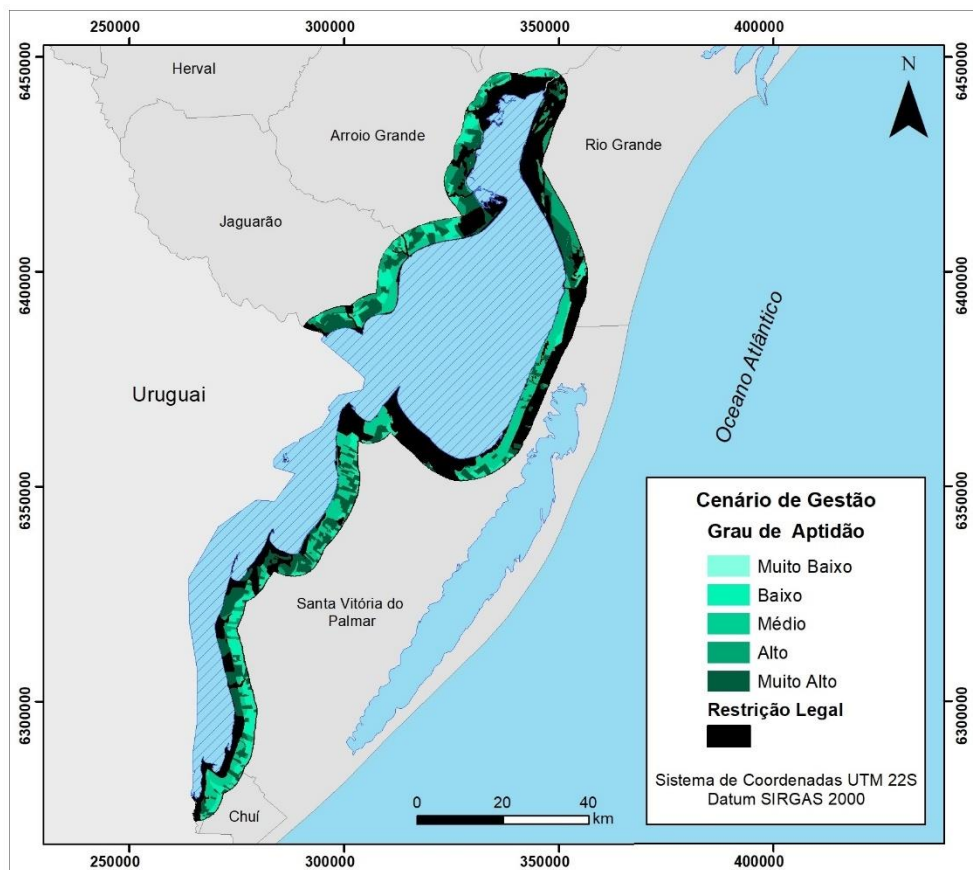 250000 300000 350000 400000
6450000
6450000
Herval
N
Arroio Grande
Rio Grande
Jaguarão
6400000
6400000
Oceano Atlântico
Uruguai
6350000
6350000
Santa Vitória do
Palmar
6300000
6300000
Chuí
Cenário de Gestão
Grau de Aptidão
Muito Baixo
Baixo
Médio
Alto
Muito Alto
Restrição Legal
Sistema de Coordenadas UTM 22S
Datum SIRGAS 2000
0 20 40
km
250000 300000 350000 400000